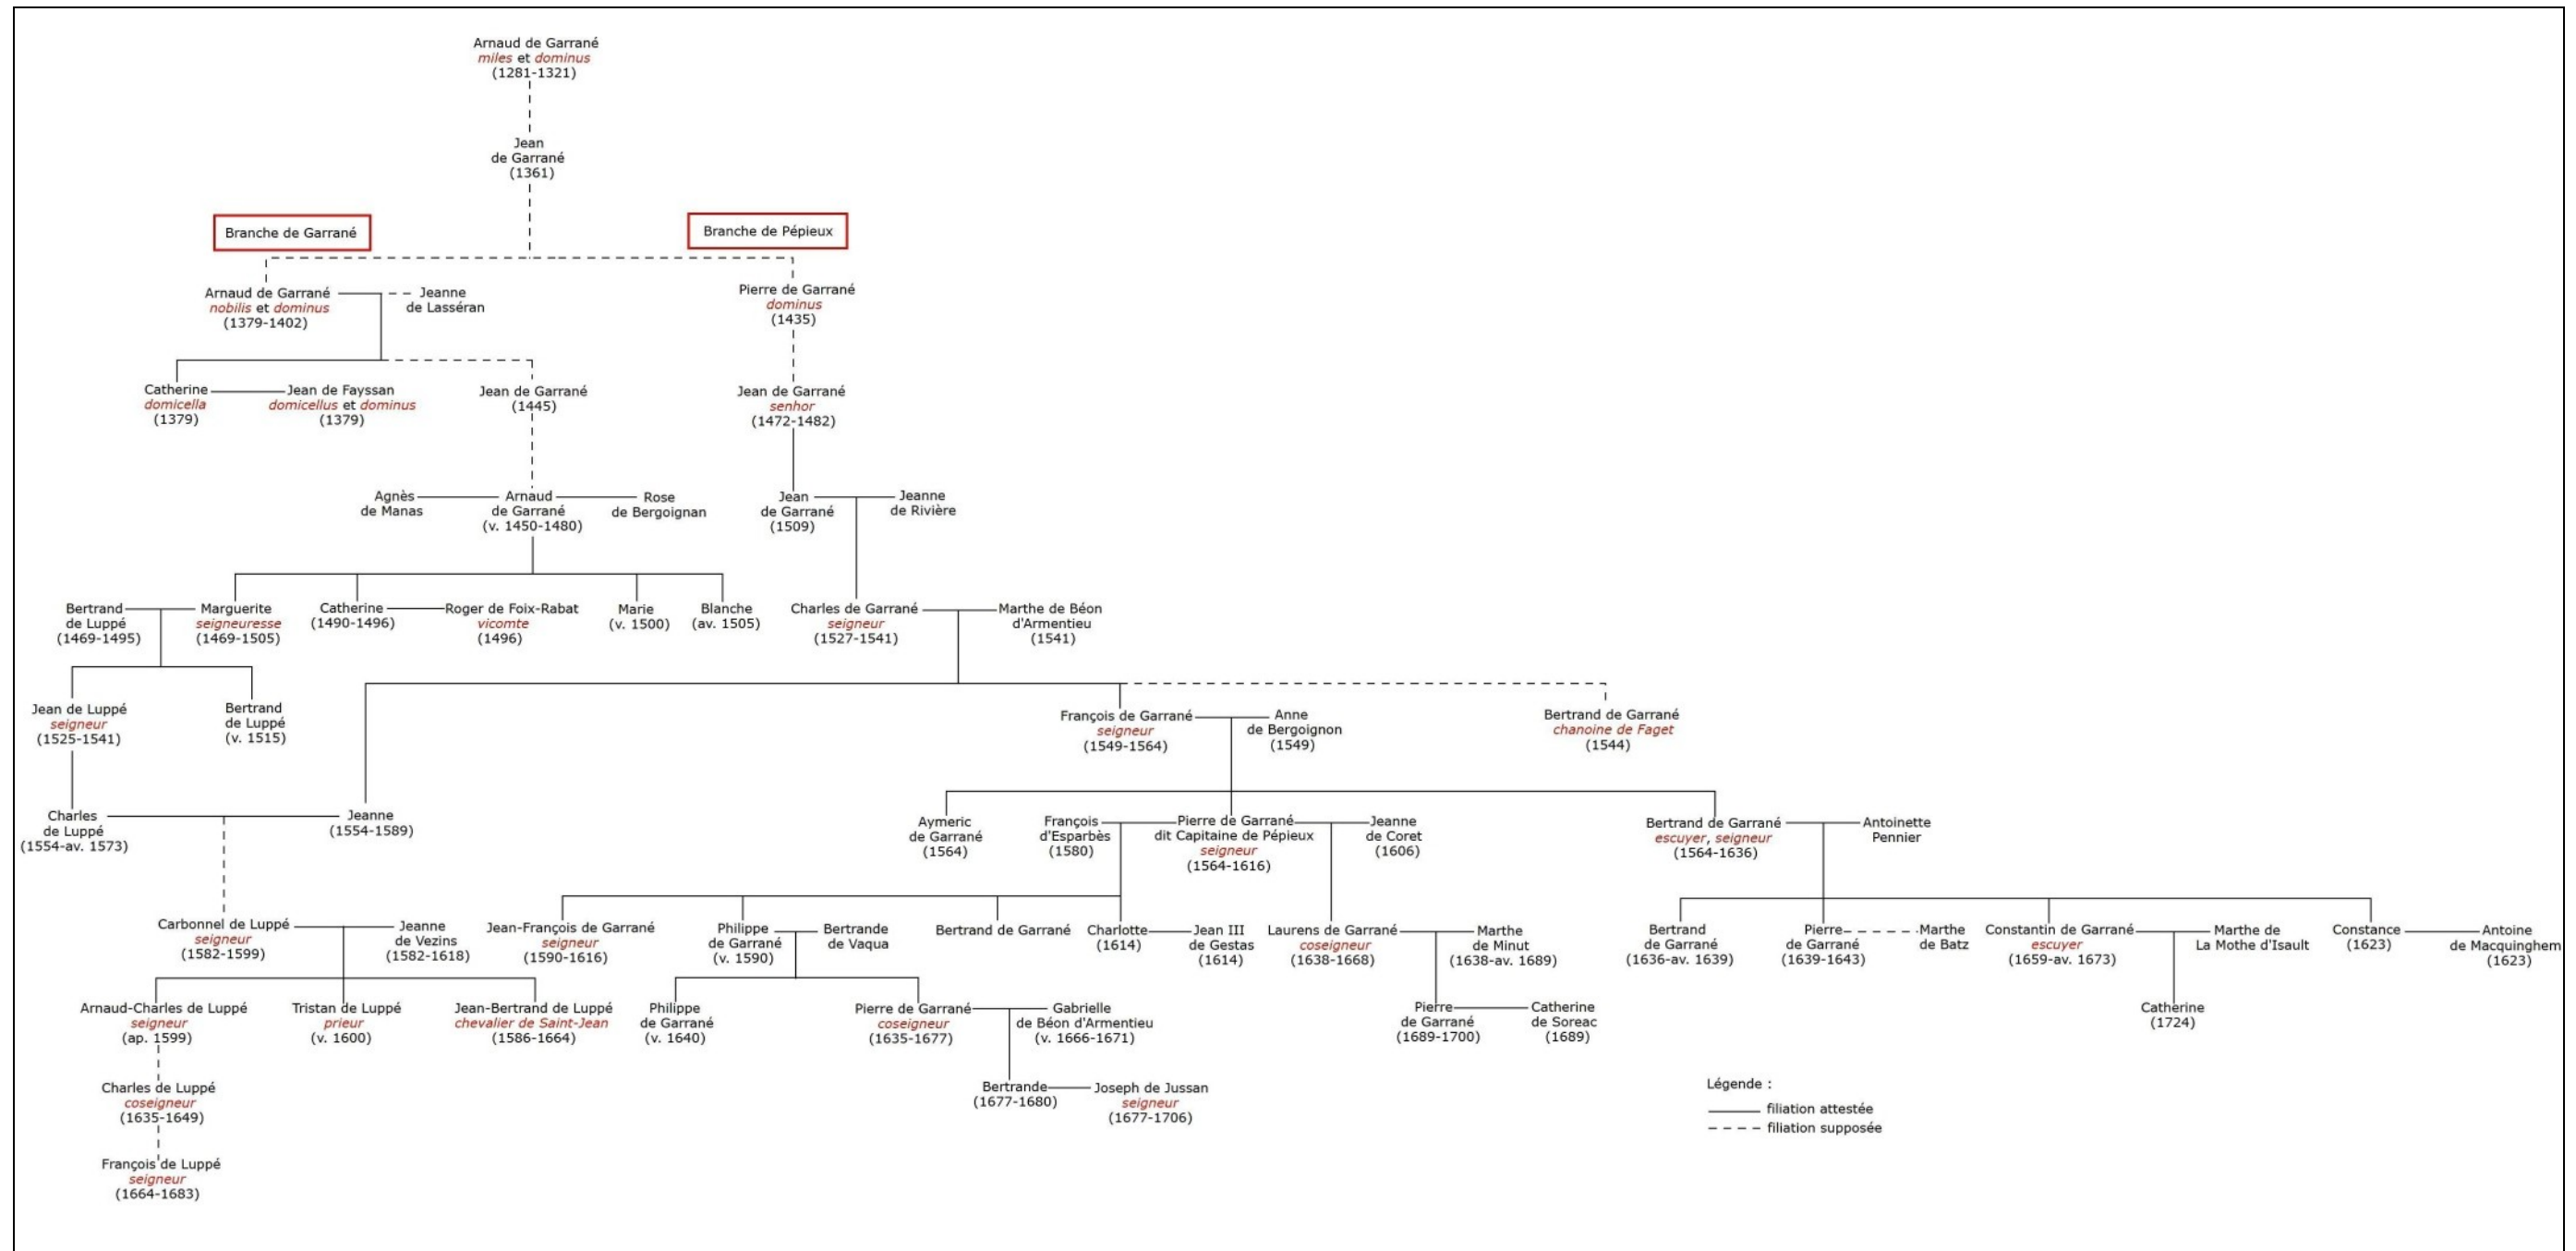 Arnaud de Garrané
miles et dominus
(1281-1321)
Jean
de Garrané
(1361)
Branche de Garrané
Branche de Pépieux
Arnaud de Garrané
nobilis et dominus
(1379-1402)
Jeanne
de Lasséran
Pierre de Garrané
dominus
(1435)
Catherine
domicella
(1379)
Jean de Fayssan
domicellus et dominus
(1379)
Jean de Garrané
(1445)
Jean de Garrané
senhor
(1472-1482)
Agnès
de Manas
Arnaud
de Garrané
(v. 1450-1480)
Rose
de Bergoignan
Jean
de Garrané
(1509)
Jeanne
de Rivière
Bertrand
de Luppé
(1469-1495)
Marguerite
seigneuresse
(1469-1505)
Catherine
(1490-1496)
Roger de Foix-Rabat
vicomte
(1496)
Marie
(v. 1500)
Blanche
(av. 1505)
Charles de Garrané
seigneur
(1527-1541)
Marthe de Béon
d'Armentieu
(1541)
Jean de Luppé
seigneur
(1525-1541)
Bertrand
de Luppé
(v. 1515)
François de Garrané
seigneur
(1549-1564)
Anne
de Bergoignon
(1549)
Bertrand de Garrané
chanoine de Faget
(1544)
Charles
de Luppé
(1554-av. 1573)
Jeanne
(1554-1589)
Aymeric
de Garrané
(1564)
François
d'Esparbès
(1580)
Pierre de Garrané
dit Capitaine de Pépieux
seigneur
(1564-1616)
Jeanne
de Coret
(1606)
Bertrand de Garrané
escuyer, seigneur
(1564-1636)
Antoinette
Pennier
Carbonnel de Luppé
seigneur
(1582-1599)
Jeanne
de Vezins
(1582-1618)
Jean-François de Garrané
seigneur
(1590-1616)
Philippe
de Garrané
(v. 1590)
Bertrande
de Vaqua
Bertrand de Garrané
Charlotte
(1614)
Jean III
de Gestas
(1614)
Laurens de Garrané
coseigneur
(1638-1668)
Marthe
de Minut
(1638-av. 1689)
Bertrand
de Garrané
(1636-av. 1639)
Pierre
de Garrané
(1639-1643)
Marthe
de Batz
Constantin de Garrané
escuyer
(1659-av. 1673)
Marthe de
La Mothe d'Isault
Constance
(1623)
Antoine
de Macquinghem
(1623)
Arnaud-Charles de Luppé
seigneur
(ap. 1599)
Tristan de Luppé
prieur
(v. 1600)
Jean-Bertrand de Luppé
chevalier de Saint-Jean
(1586-1664)
Philippe
de Garrané
(v. 1640)
Pierre de Garrané
coseigneur
(1635-1677)
Gabrielle
de Béon d'Armentieu
(v. 1666-1671)
Pierre
de Garrané
(1689-1700)
Catherine
de Soreac
(1689)
Catherine
(1724)
Charles de Luppé
coseigneur
(1635-1649)
Bertrande
(1677-1680)
Joseph de Jussan
seigneur
(1677-1706)
François de Luppé
seigneur
(1664-1683)
Légende :
filiation attestée
filiation supposée